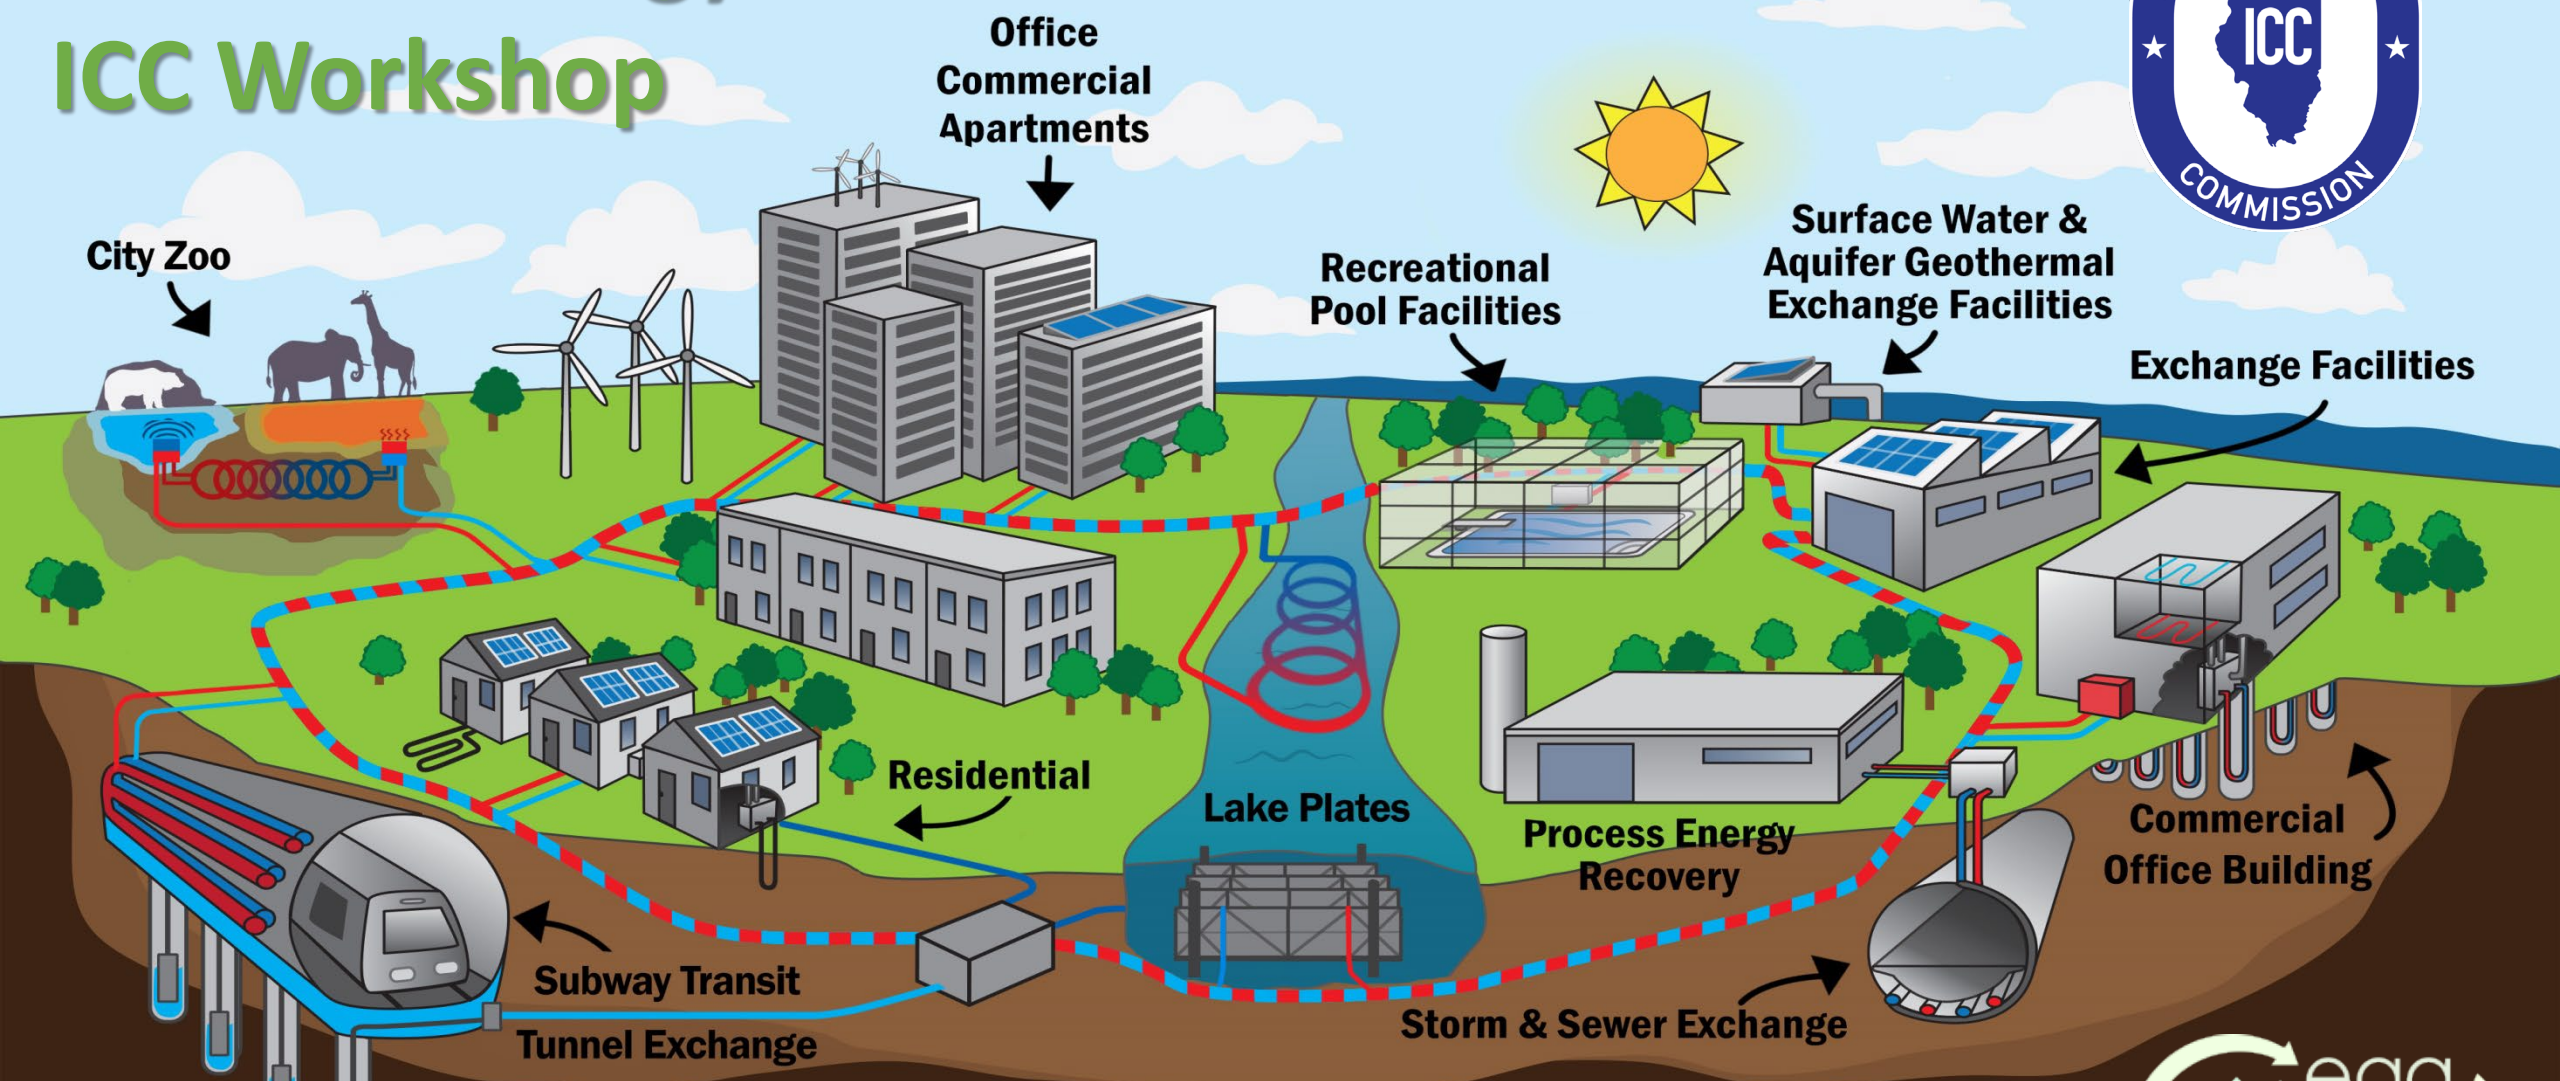 ICC Workshop
Office
Commercial
Apartments
ICC
COMMISSION
City Zoo
Recreational
Pool Facilities
Surface Water &
Aquifer Geothermal
Exchange Facilities
Exchange Facilities
Residential
Lake Plates
Process Energy
Recovery
Commercial
Office Building
Subway Transit
Tunnel Exchange
Storm & Sewer Exchange
egg